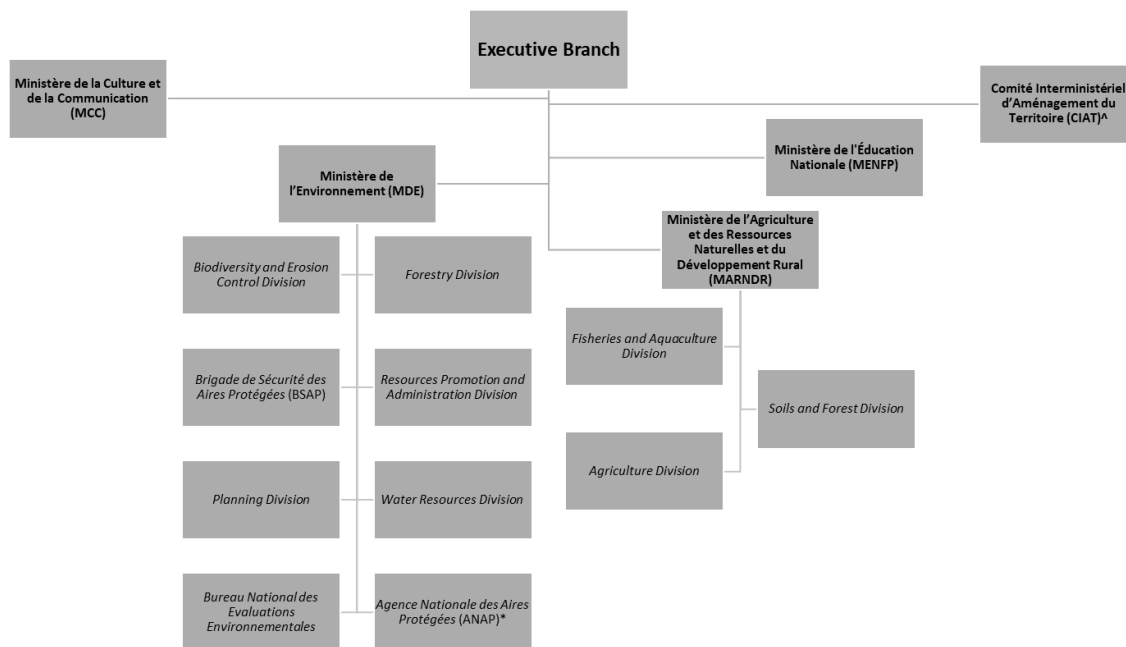 Executive Branch
Ministère de la Culture et
de la Communication
(MCC)
Comité Interministériel
d'Aménagement du
Territoire (CIAT)^
Ministère de l'Éducation
Nationale (MENFP)
Ministère de
l'Environnement (MDE)
Ministère de l'Agriculture
et des Ressources
Naturelles et du
Développement Rural
(MARNDR)
Biodiversity and Erosion
Control Division
Forestry Division
Brigade de Sécurité des
Aires Protégées (BSAP)
Resources Promotion and
Administration Division
Planning Division
Water Resources Division
Bureau National des
Evaluations
Environnementales
Agence Nationale des Aires
Protégées (ANAP)*
Fisheries and Aquaculture
Division
Soils and Forest Division
Agriculture Division